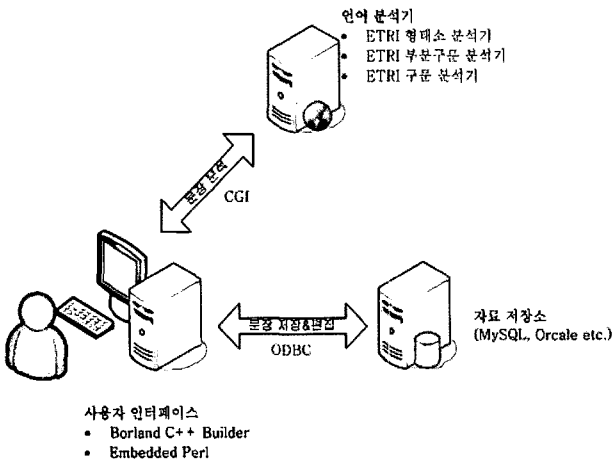 언어 분석기
• ETRI 형태소 분석기
• ETRI 부분구문 분석기
• ETRI 구문 분석기
문장 분석
CGI
문장 저장&편집
ODBC
자료 저장소
(MySQL, Orcale etc.)
사용자 인터페이스
• Borland C++ Builder
• Embedded Perl